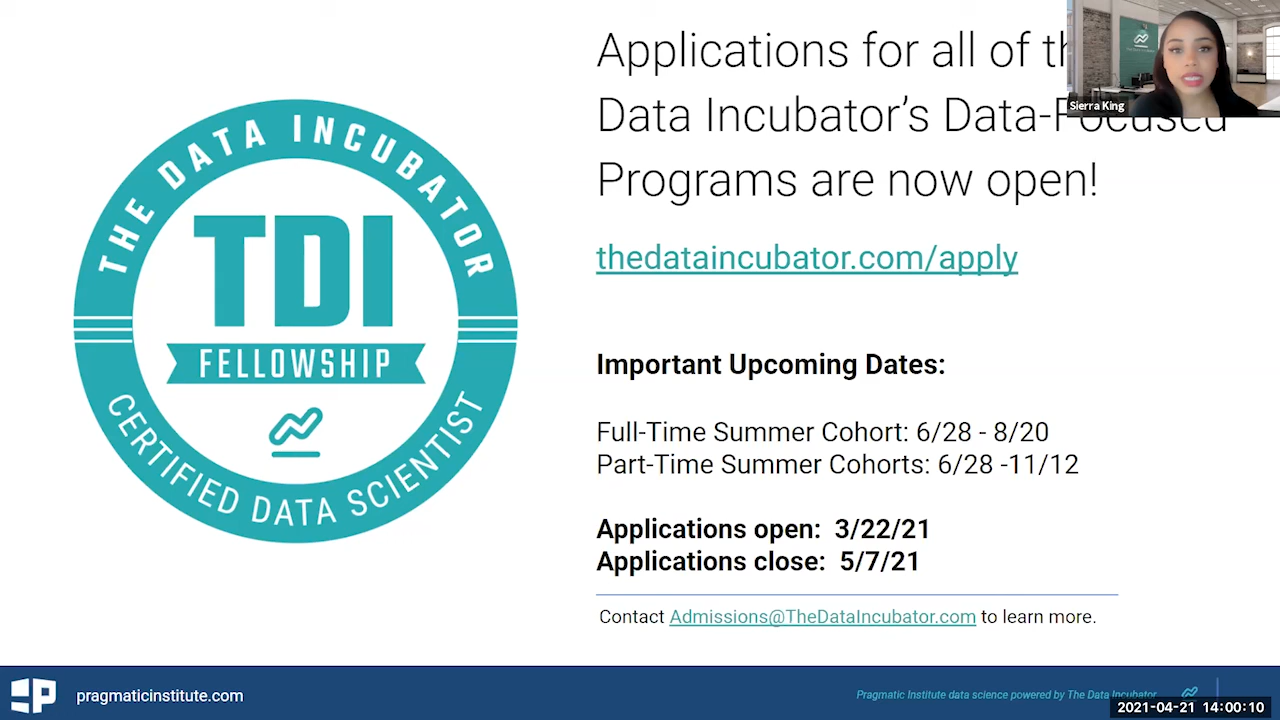 Applications for all of th
Sierra King
Data Incubator's Data-Focused
Programs are now open!
thedataincubator.com/apply
THE DATA INCUBATOR
TDI
FELLOWSHIP
CERTIFIED DATA SCIENTIST
Important Upcoming Dates:
Full-Time Summer Cohort: 6/28 - 8/20
Part-Time Summer Cohorts: 6/28 -11/12
Applications open: 3/22/21
Applications close: 5/7/21
Contact Admissions@TheDataIncubator.com to learn more.
pragmaticinstitute.com
Pragmatic Institute data science powered by The Data Incubator
2021-04-21 14:00:10